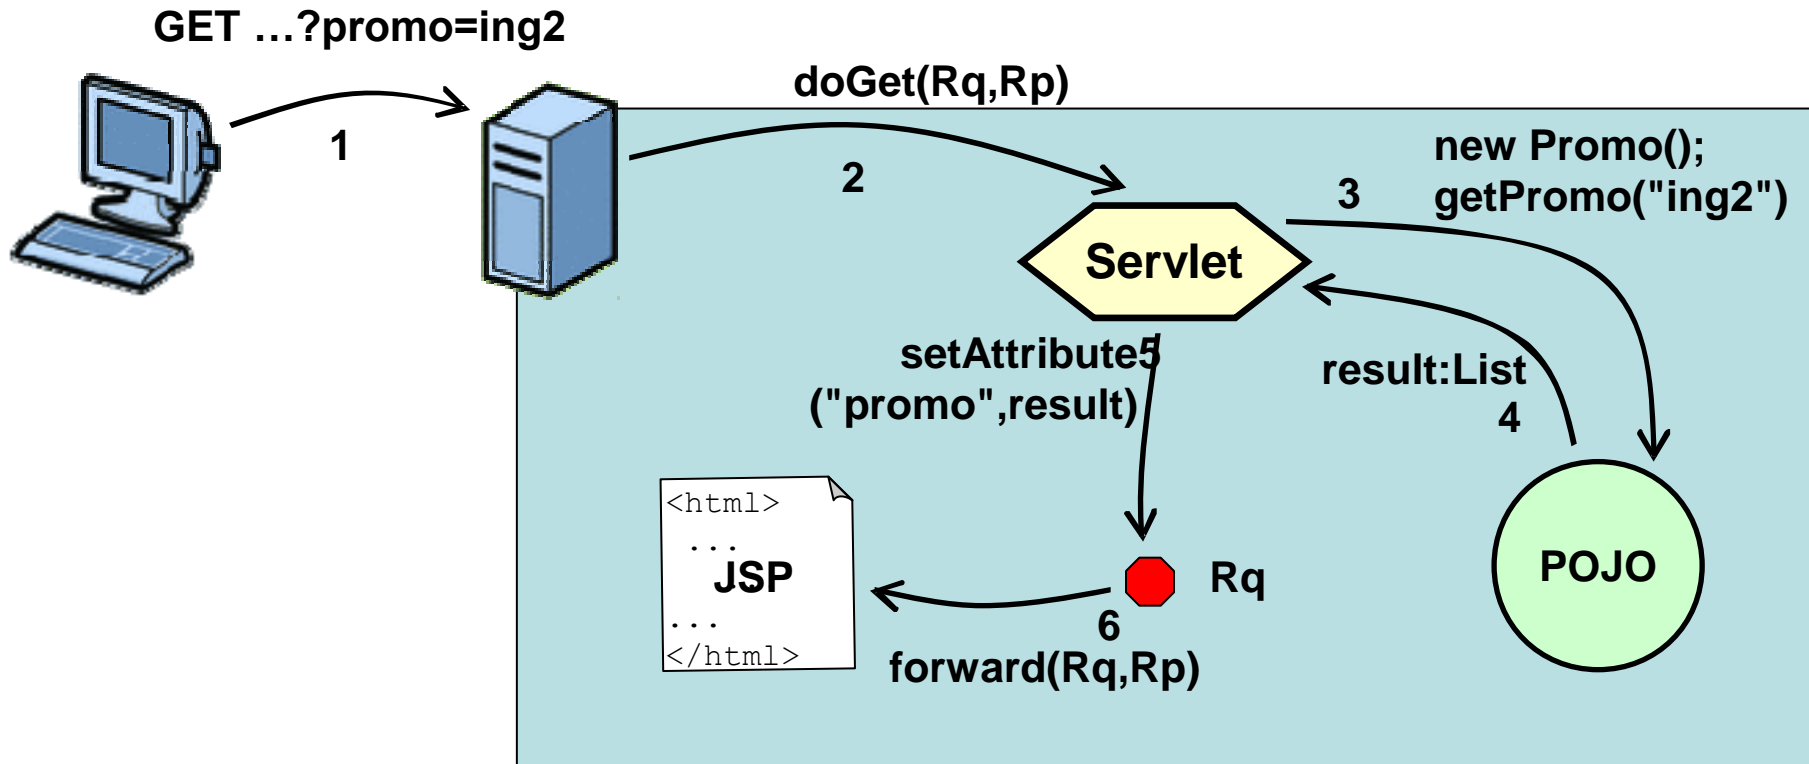 GET …?promo=ing2
doGet(Rq,Rp)
1
2
new Promo();
3
getPromo("ing2")
Servlet
setAttribute5
("promo",result)
result:List
4
<html>
...
JSP
...
</html>
Rq
POJO
6
forward(Rq,Rp)